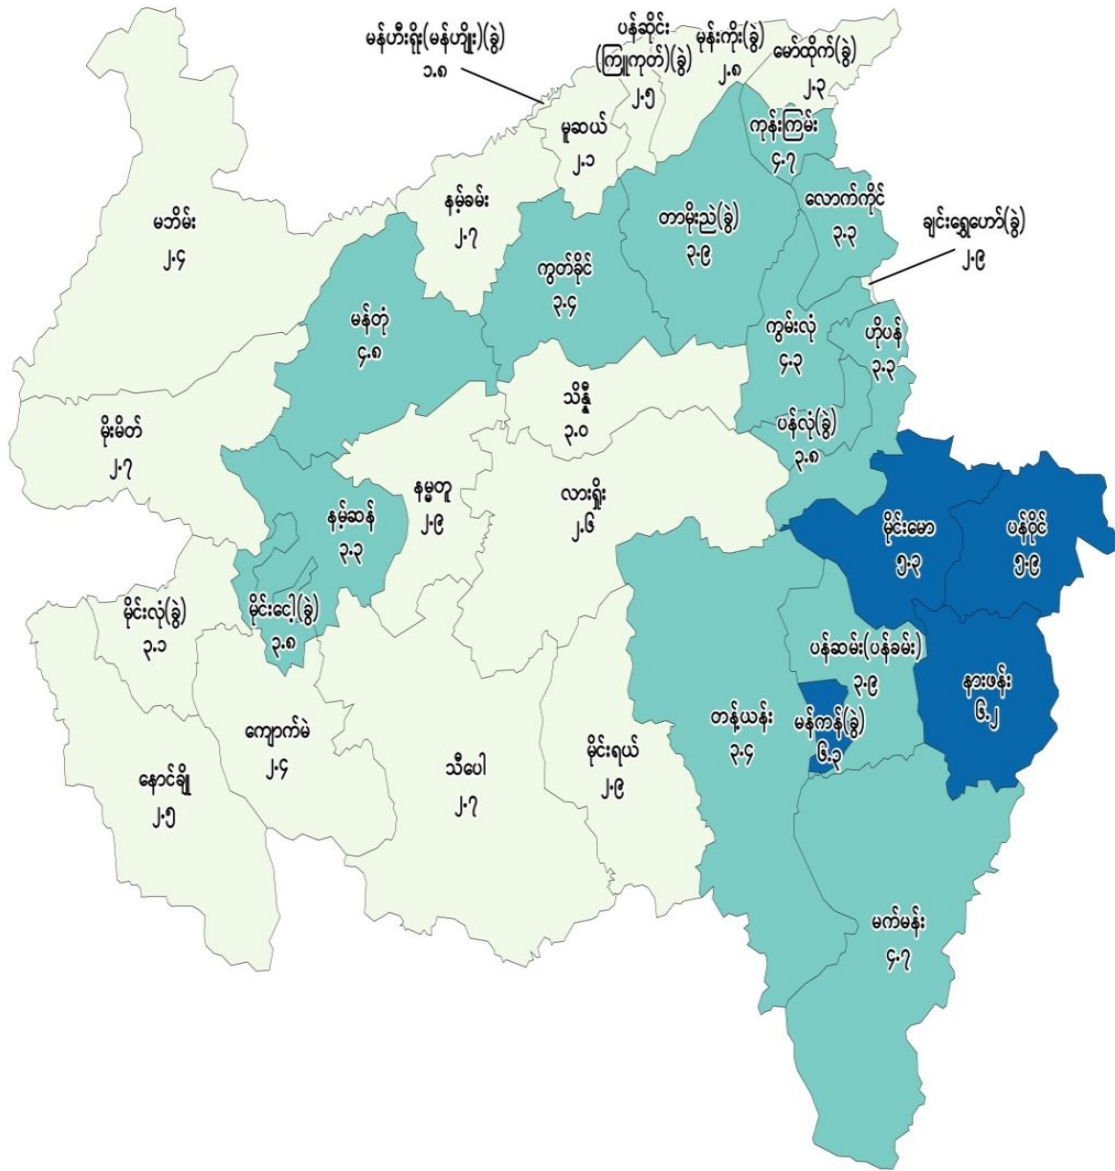 မန်ဟီးရိုး(မန်ဟျိုး)(ခွဲ)
၁.၈
ပန်ဆိုင်း
(ကြူကုတ်)(ခွဲ)
၂.၅
မုန်းကိုး(ခွဲ)
၂.၈
မော်ထိုက်(ခွဲ)
၂.၃
မူဆယ်
၂.၁
ကုန်းကြမ်း
၄.၇
မဘိမ်း
၂.၄
နမ့်ခမ်း
၂.၇
တာမိုးညဲ(ခွဲ)
၃.၉
လောက်ကိုင်
၃.၃
ချင်းရွှေဟော်(ခွဲ)
၂.၉
ကွတ်ခိုင်
၃.၄
မန်တုံ
၄.၈
ကွမ်းလုံ
၄.၃
ဟိုပန်
၃.၃
သိန္နီ
၃.၀
မိုးမိတ်
၂.၇
ပန်လုံ(ခွဲ)
၃.၈
နမ္မတူ
၂.၉
လားရှိုး
၂.၆
နမ့်ဆန်
၃.၃
မိုင်းမော
၅.၃
ပန်ဝိုင်
၅.၉
မိုင်းလုံ(ခွဲ)
၃.၁
မိုင်းငေါ့(ခွဲ)
၃.၈
ပန်ဆမ်း(ပန်ခမ်း)
၃.၉
နားဖန်း
၆.၂
ကျောက်မဲ
၂.၄
တန့်ယန်း
၃.၄
မန်ကန်(ခွဲ)
၆.၃
နောင်ချို
၂.၅
သီပေါ
၂.၇
မိုင်းရယ်
၂.၉
မက်မန်း
၄.၇